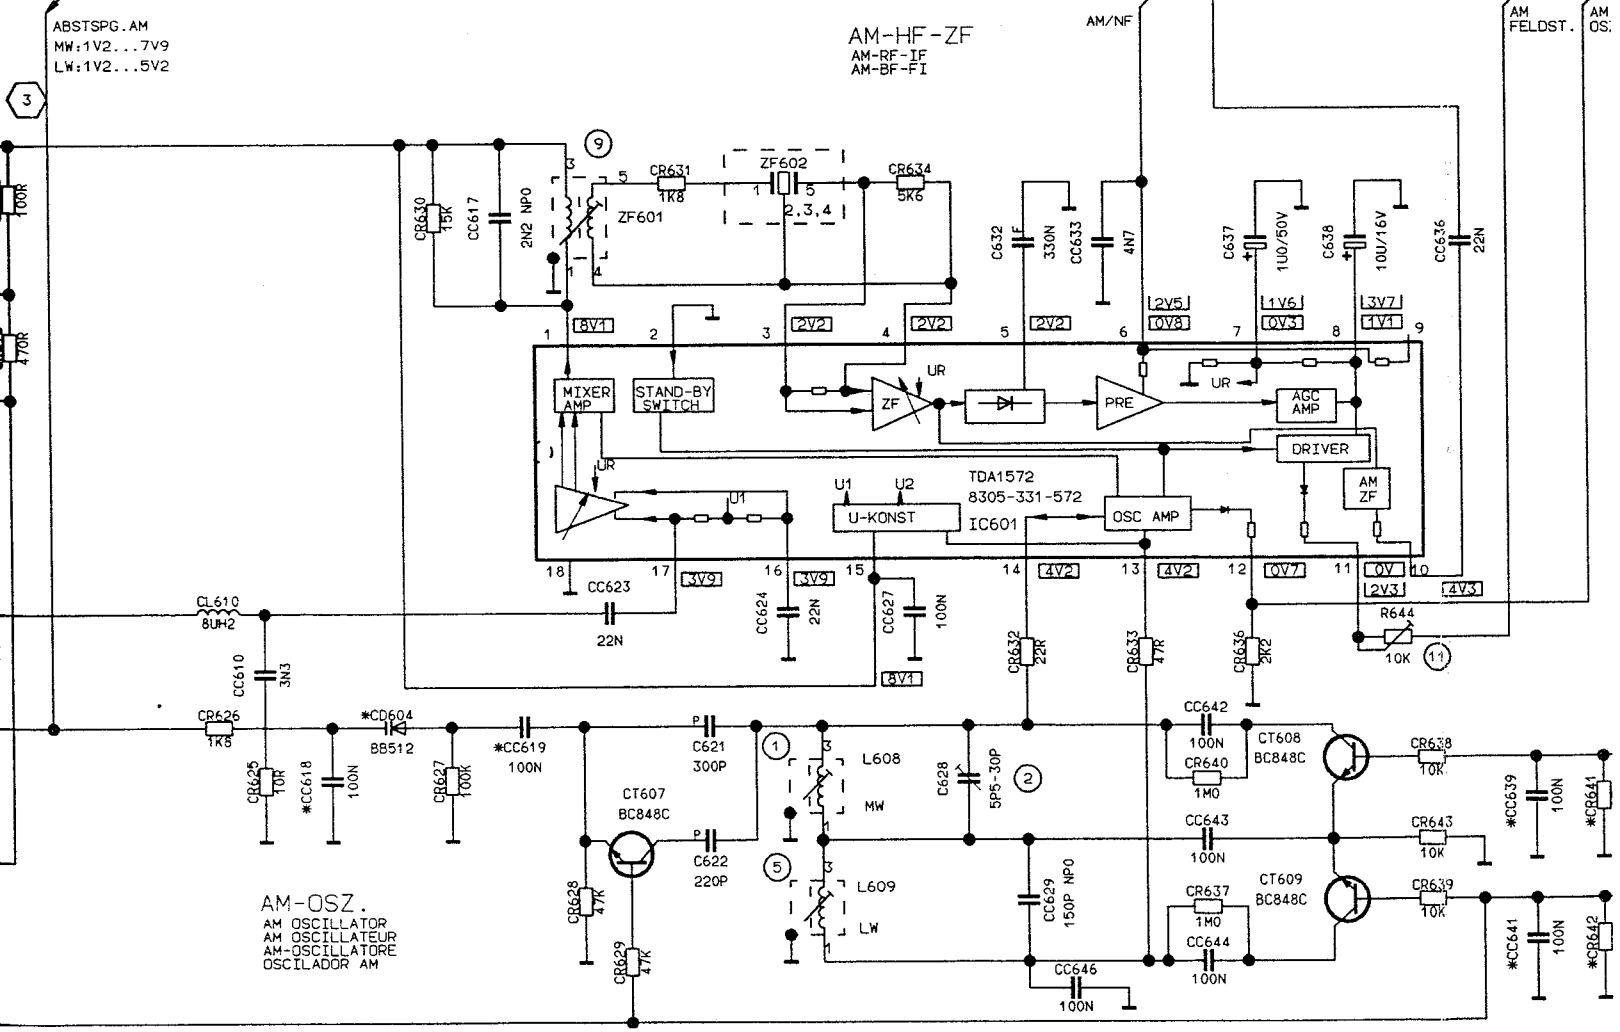 ABSTSPG.AM
MW:1V2...7V9
LW:1V2...5V2
3
AM-HF-ZF
AM-RF-IF
AM-BF-FI
AM/NF
AM
FELDST.
AM
100R
470R
CR630
15K
CC617
2N2 NP0
9
3
5
1
4
ZF601
CR631
1K8
ZF602
1
5
2,3,4
CR634
5K6
C632
F
330N
CC633
4N7
C637
+
1U0/50V
C638
+
10U/16V
CC636
22N
1
8V1
2
3
2V2
4
2V2
5
2V2
6
2V5
0V8
7
1V6
0V3
8
3V7
1V1
9
MIXER
AMP
STAND-BY
SWITCH
ZF
UR
PRE
UR
AGC
AMP
DRIVER
AM
ZF
UR
U1
U1
U2
U-KONST
TDA1572
8305-331-572
IC601
OSC AMP
18
17
3V9
16
3V9
15
14
4V2
13
4V2
12
0V7
11
0V
2V3
10
4V3
CL610
8UH2
CC623
22N
CC624
22N
CC627
100N
8V1
CR632
22R
CR633
47R
CR636
2K2
R644
10K
11
CC610
3N3
CR626
1K8
*CD604
BB512
*CC619
100N
CR625
10R
*CC618
100N
CR627
100K
P
C621
300P
CT607
BC848C
P
C622
220P
CR628
47K
CR629
47K
1
3
L608
MW
1
5
3
L609
LW
1
C628
5P5-30P
2
CC629
150P NP0
CC646
100N
CC642
100N
CR640
1M0
CC643
100N
CR637
1M0
CC644
100N
CT608
BC848C
CT609
BC848C
CR638
10K
CR643
10K
CR639
10K
*CC639
100N
*CR641
*CC641
100N
*CR642
AM-OSZ.
AM OSCILLATOR
AM OSCILLATEUR
AM-OSCILLATORE
OSCILADOR AM